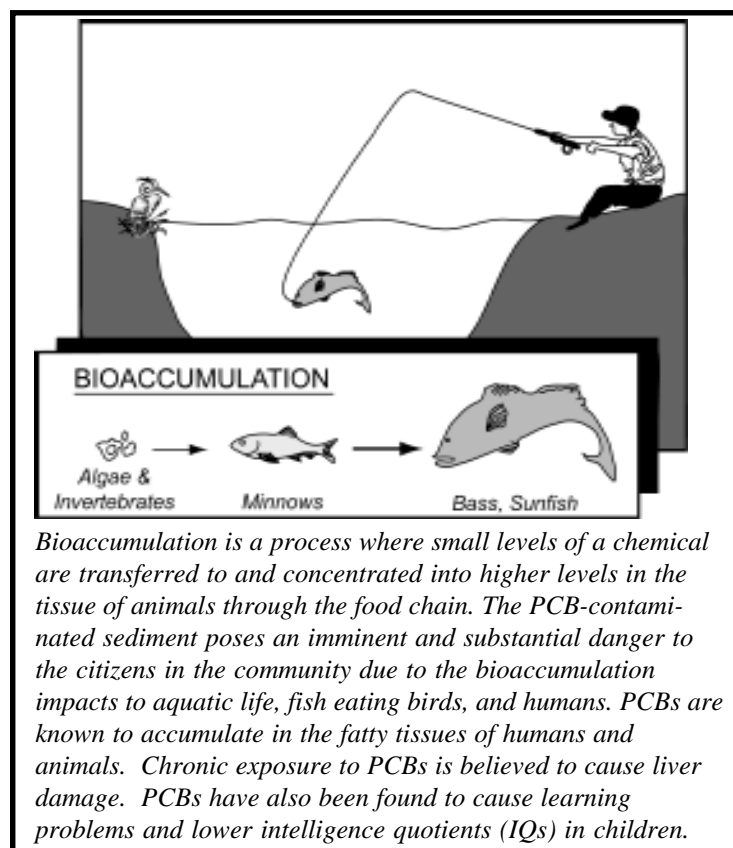 BIOACCUMULATION
Algae &
Invertebrates
Minnows
Bass, Sunfish
Bioaccumulation is a process where small levels of a chemical
are transferred to and concentrated into higher levels in the
tissue of animals through the food chain. The PCB-contami-
nated sediment poses an imminent and substantial danger to
the citizens in the community due to the bioaccumulation
impacts to aquatic life, fish eating birds, and humans. PCBs are
known to accumulate in the fatty tissues of humans and
animals.  Chronic exposure to PCBs is believed to cause liver
damage.  PCBs have also been found to cause learning
problems and lower intelligence quotients (IQs) in children.